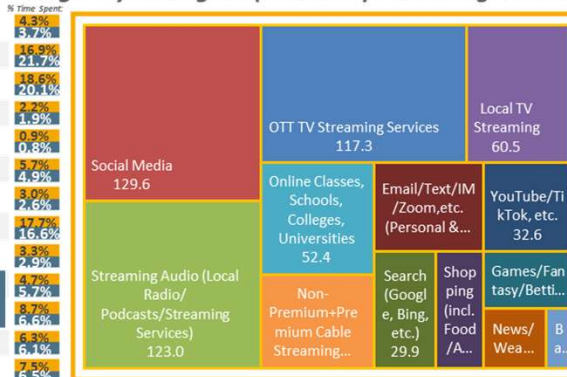 % Time Spent:
4.3%
3.7%
16.9%
21.7%
18.6%
20.1%
2.2%
1.9%
0.9%
0.8%
5.7%
4.9%
3.0%
2.6%
17.7%
16.6%
3.3%
2.9%
4.7%
5.7%
8.7%
6.6%
6.3%
6.1%
7.5%
6.5%
Social Media
129.6
OTT TV Streaming Services
117.3
Local TV
Streaming
60.5
Streaming Audio (Local
Radio/
Podcasts/Streaming
Services)
123.0
Online Classes,
Schools,
Colleges,
Universities
52.4
Email/Text/IM
/Zoom,etc.
(Personal &...
YouTube/Ti
kTok, etc.
32.6
Non-
Premium+Pre
mium Cable
Streaming...
Search
(Googl
e, Bing,
etc.)
29.9
Shop
ping
(incl.
Food
/A...
Games/Fan
tasy/Betti...
News/
Wea...
B
a...